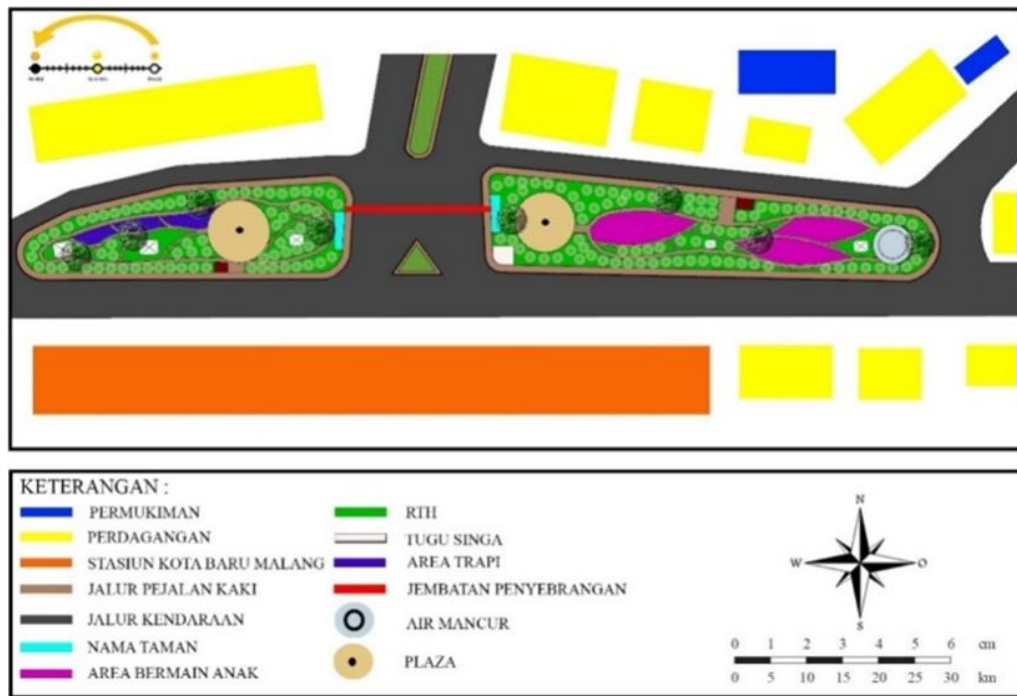 KETERANGAN :
PERMUKIMAN
PERDAGANGAN
STASIUN KOTA BARU MALANG
JALUR PEJALAN KAKI
JALUR KENDARAAN
NAMA TAMAN
AREA BERMAIN ANAK
RTH
TUGU SINGA
AREA TRAPI
JEMBATAN PENYEBRANGAN
AIR MANCUR
PLAZA
N
W O
S
0 1 2 3 4 5 6 cm
0 5 10 15 20 25 30 km